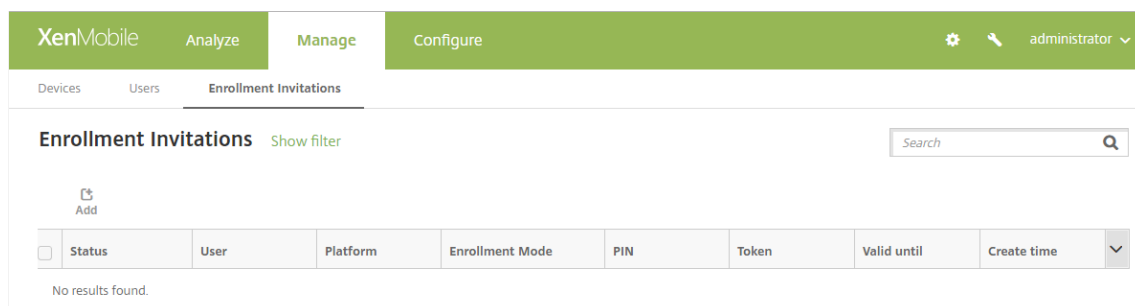 XenMobile Analyze Manage Configure administrator
Devices Users Enrollment Invitations
Enrollment Invitations Show filter Search
Add
Status User Platform Enrollment Mode PIN Token Valid until Create time
No results found.